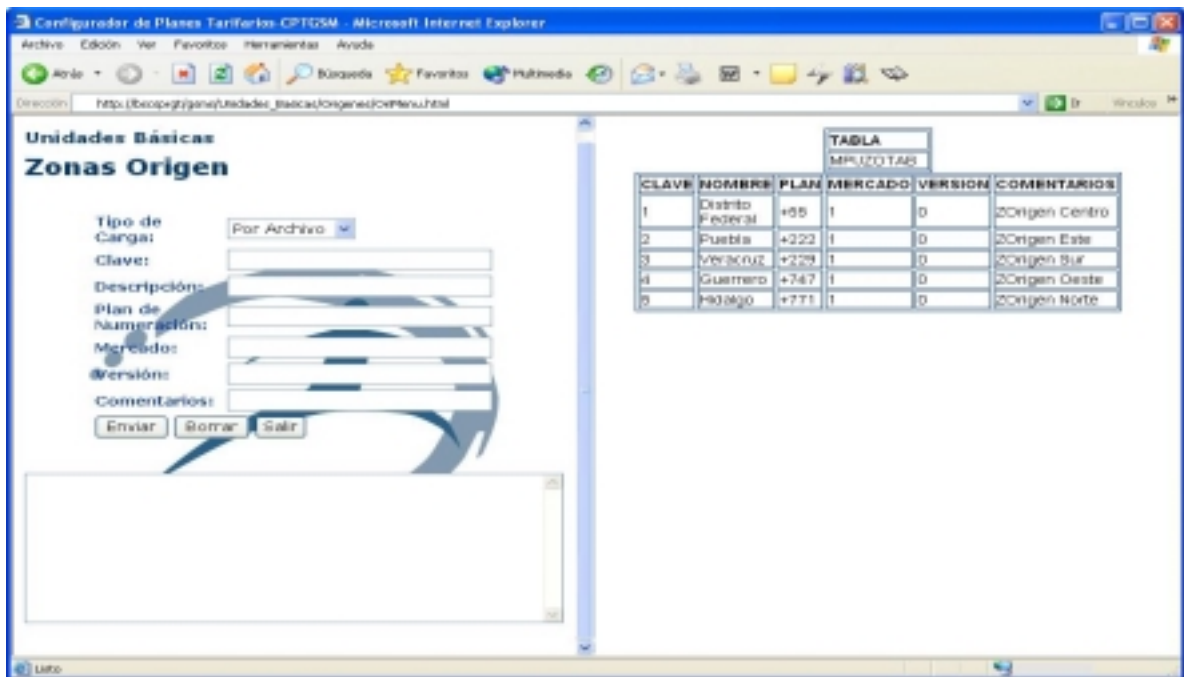 Configurador de Planes Tarifarios-CPTGSM - Microsoft Internet Explorer
Archivo Edición Ver Favoritos Herramientas Ayuda
Atrás Búsqueda Favoritos Multimedia
Dirección Ir Vínculos
Unidades Básicas
Zonas Origen
Tipo de Carga: Por Archivo
Clave:
Descripción:
Plan de Numeración:
Mercado:
Versión:
Comentarios:
Enviar Borrar Salir
TABLA
MPUZOTAB
CLAVE NOMBRE PLAN MERCADO VERSION COMENTARIOS
1 Distrito Federal +55 1 0 ZOrigen Centro
2 Puebla +222 1 0 ZOrigen Este
3 Veracruz +229 1 0 ZOrigen Sur
4 Guerrero +747 1 0 ZOrigen Oeste
5 Hidalgo +771 1 0 ZOrigen Norte
Listo